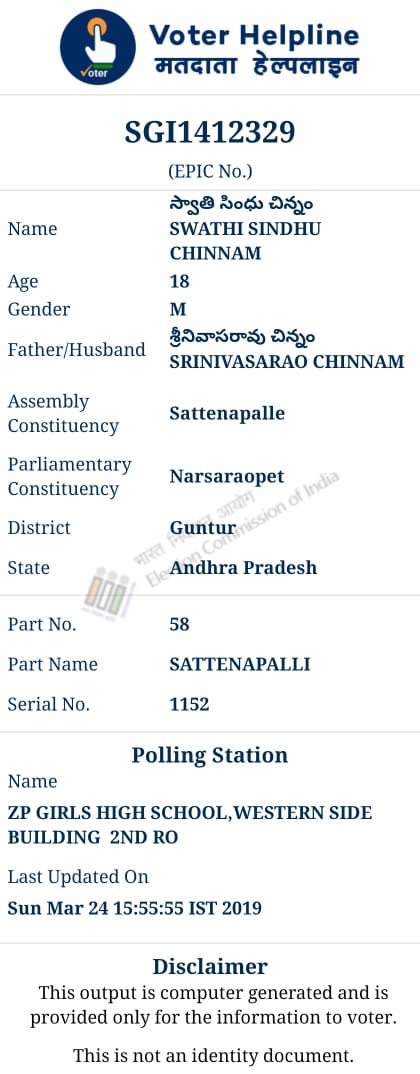 Voter
Voter Helpline
मतदाता हेल्पलाइन
SGI1412329
(EPIC No.)
Name
స్వాతి సింధు చిన్నం
SWATHI SINDHU
CHINNAM
Age
18
Gender
M
Father/Husband
శ్రీనివాసరావు చిన్నం
SRINIVASARAO CHINNAM
Assembly
Constituency
Sattenapalle
Parliamentary
Constituency
Narsaraopet
District
Guntur
State
Andhra Pradesh
भारत निर्वाचन आयोग
Election Commission of India
Part No.
58
Part Name
SATTENAPALLI
Serial No.
1152
Polling Station
Name
ZP GIRLS HIGH SCHOOL,WESTERN SIDE
BUILDING 2ND RO
Last Updated On
Sun Mar 24 15:55:55 IST 2019
Disclaimer
This output is computer generated and is
provided only for the information to voter.
This is not an identity document.